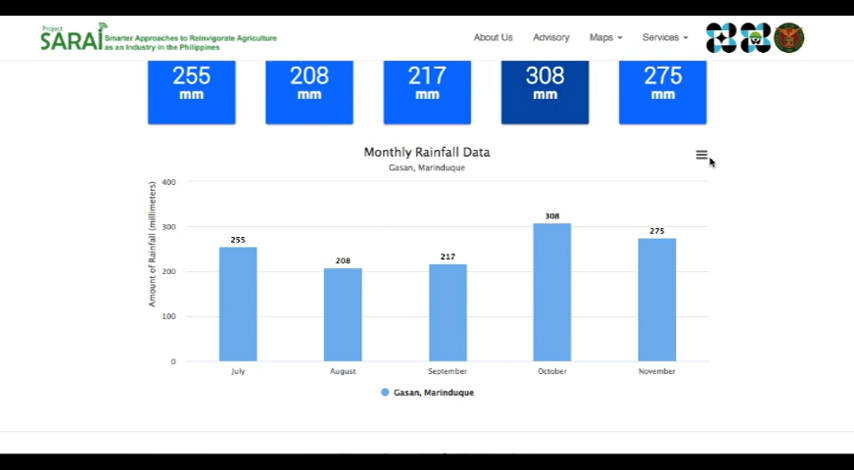 Project
SARAI
Smarter Approaches to Reinvigorate Agriculture
as an Industry in the Philippines
About Us Advisory Maps Services
255 208 217 308 275
mm mm mm mm mm
Monthly Rainfall Data
Gasan, Marinduque
Amount of Rainfall (millimeters)
400
300
200
100
0
255
208
217
308
275
July August September October November
Gasan, Marinduque